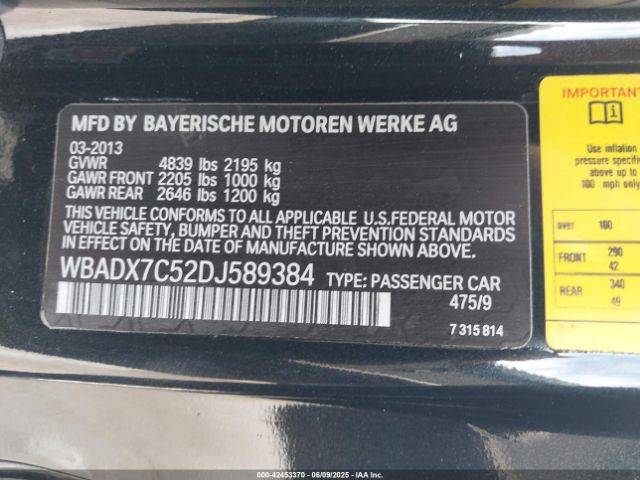 MFD BY BAYERISCHE MOTOREN WERKE AG
03-2013
GVWR 4839 lbs 2195 kg
GAWR FRONT 2205 lbs 1000 kg
GAWR REAR 2646 lbs 1200 kg
THIS VEHICLE CONFORMS TO ALL APPLICABLE U.S.FEDERAL MOTOR
VEHICLE SAFETY, BUMPER AND THEFT PREVENTION STANDARDS IN
EFFECT ON THE DATE OF MANUFACTURE SHOWN ABOVE.
WBADX7C52DJ589384 TYPE: PASSENGER CAR
475/9
7 315 814
IMPORTANT
Use inflation
pressure specifie
above up to
100 mph only
over 100
FRONT 290
42
REAR 340
49
00-42453370 - 06/09/2025 - Copyright © IAA, Inc.